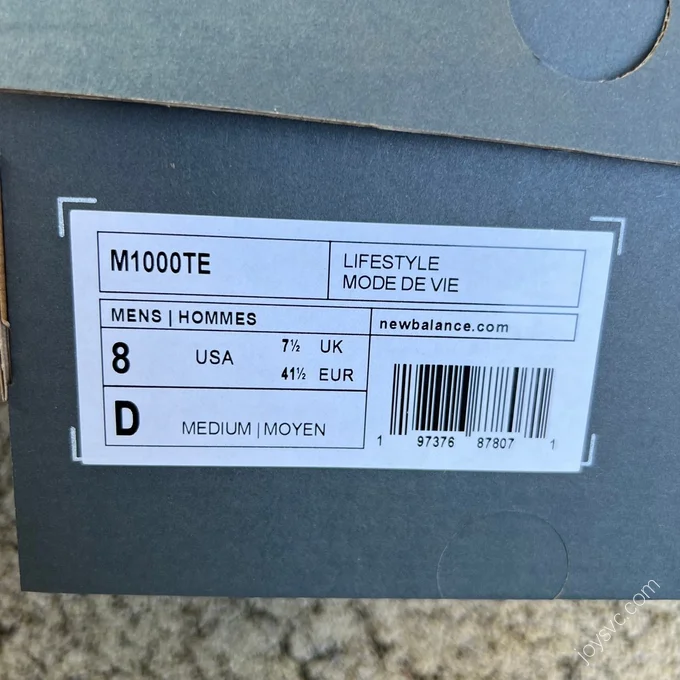 M1000TE
LIFESTYLE
MODE DE VIE
MENS | HOMMES
newbalance.com
8 USA 7½ UK
41½ EUR
D MEDIUM | MOYEN
1 97376 87807 1
joysvc.com